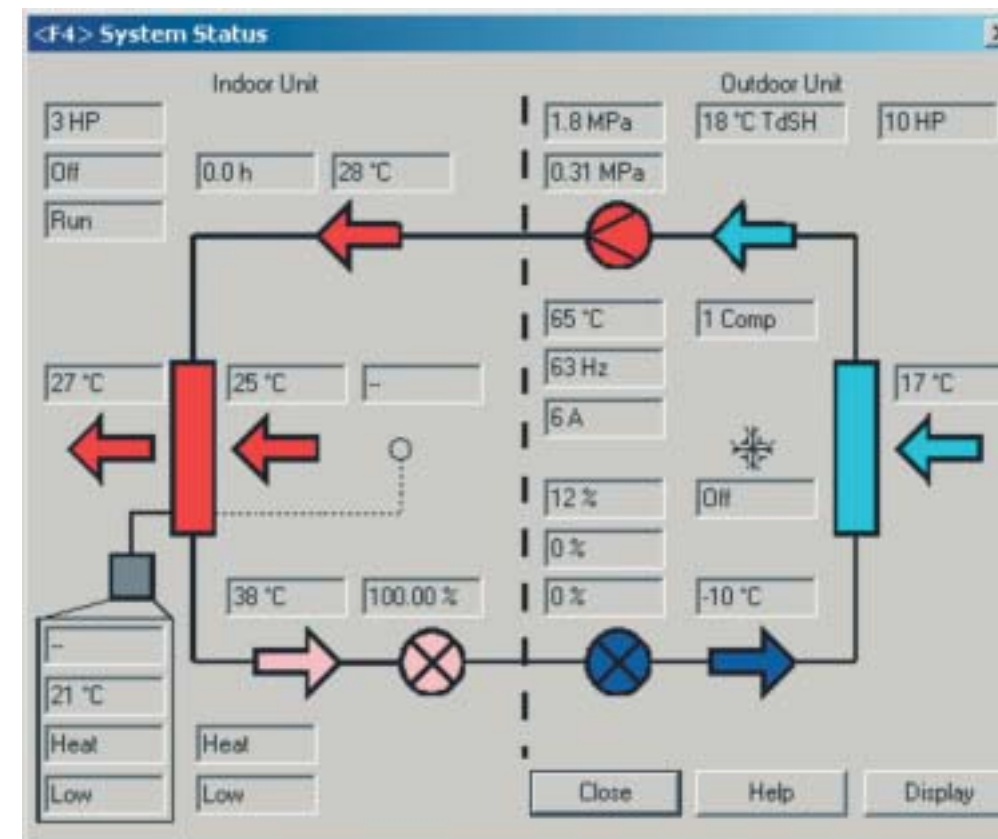 <F4> System Status
Indoor Unit
Outdoor Unit
3 HP
1.8 MPa
18 °C TdSH
10 HP
Off
0.0 h
28 °C
0.31 MPa
Run
65 °C
1 Comp
27 °C
25 °C
--
63 Hz
17 °C
6 A
12 %
Off
0 %
38 °C
100.00 %
0 %
-10 °C
--
21 °C
Heat
Heat
Low
Low
Close
Help
Display